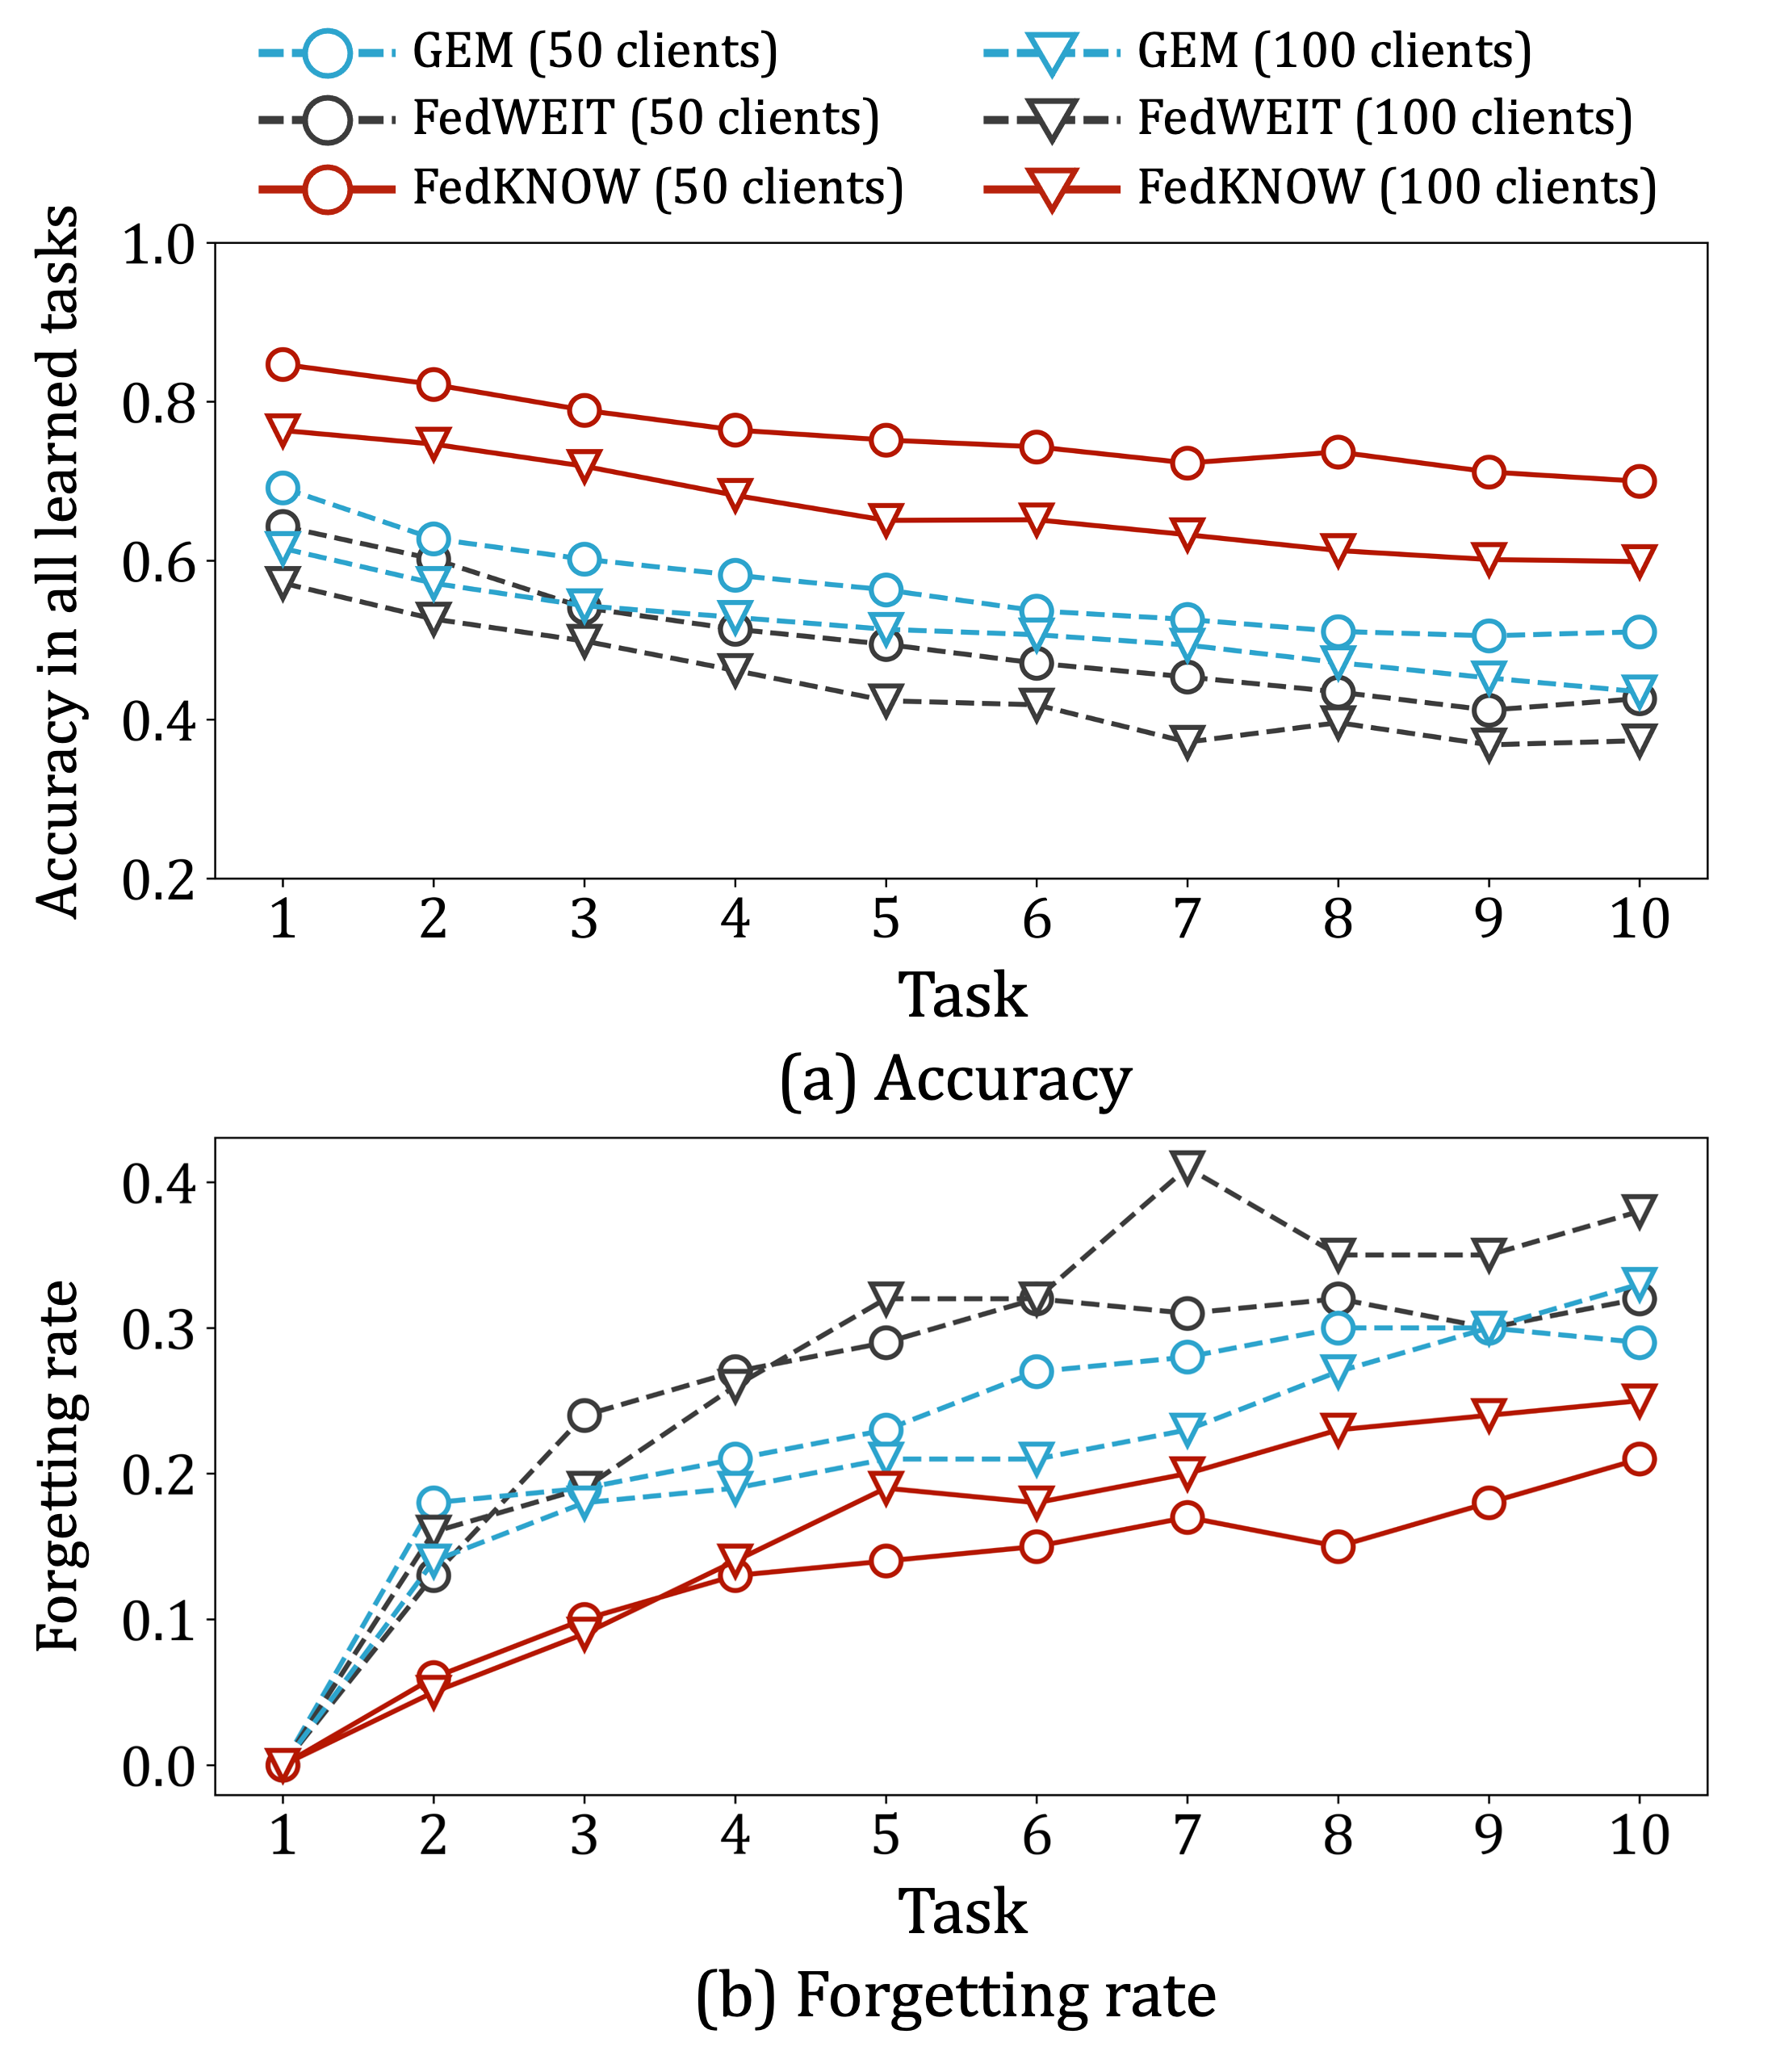 GEM (50 clients) GEM (100 clients)
FedWEIT (50 clients) FedWEIT (100 clients)
FedKNOW (50 clients) FedKNOW (100 clients)
Accuracy in all learned tasks
1.0
0.8
0.6
0.4
0.2
1 2 3 4 5 6 7 8 9 10
Task
(a) Accuracy
Forgetting rate
0.4
0.3
0.2
0.1
0.0
1 2 3 4 5 6 7 8 9 10
Task
(b) Forgetting rate